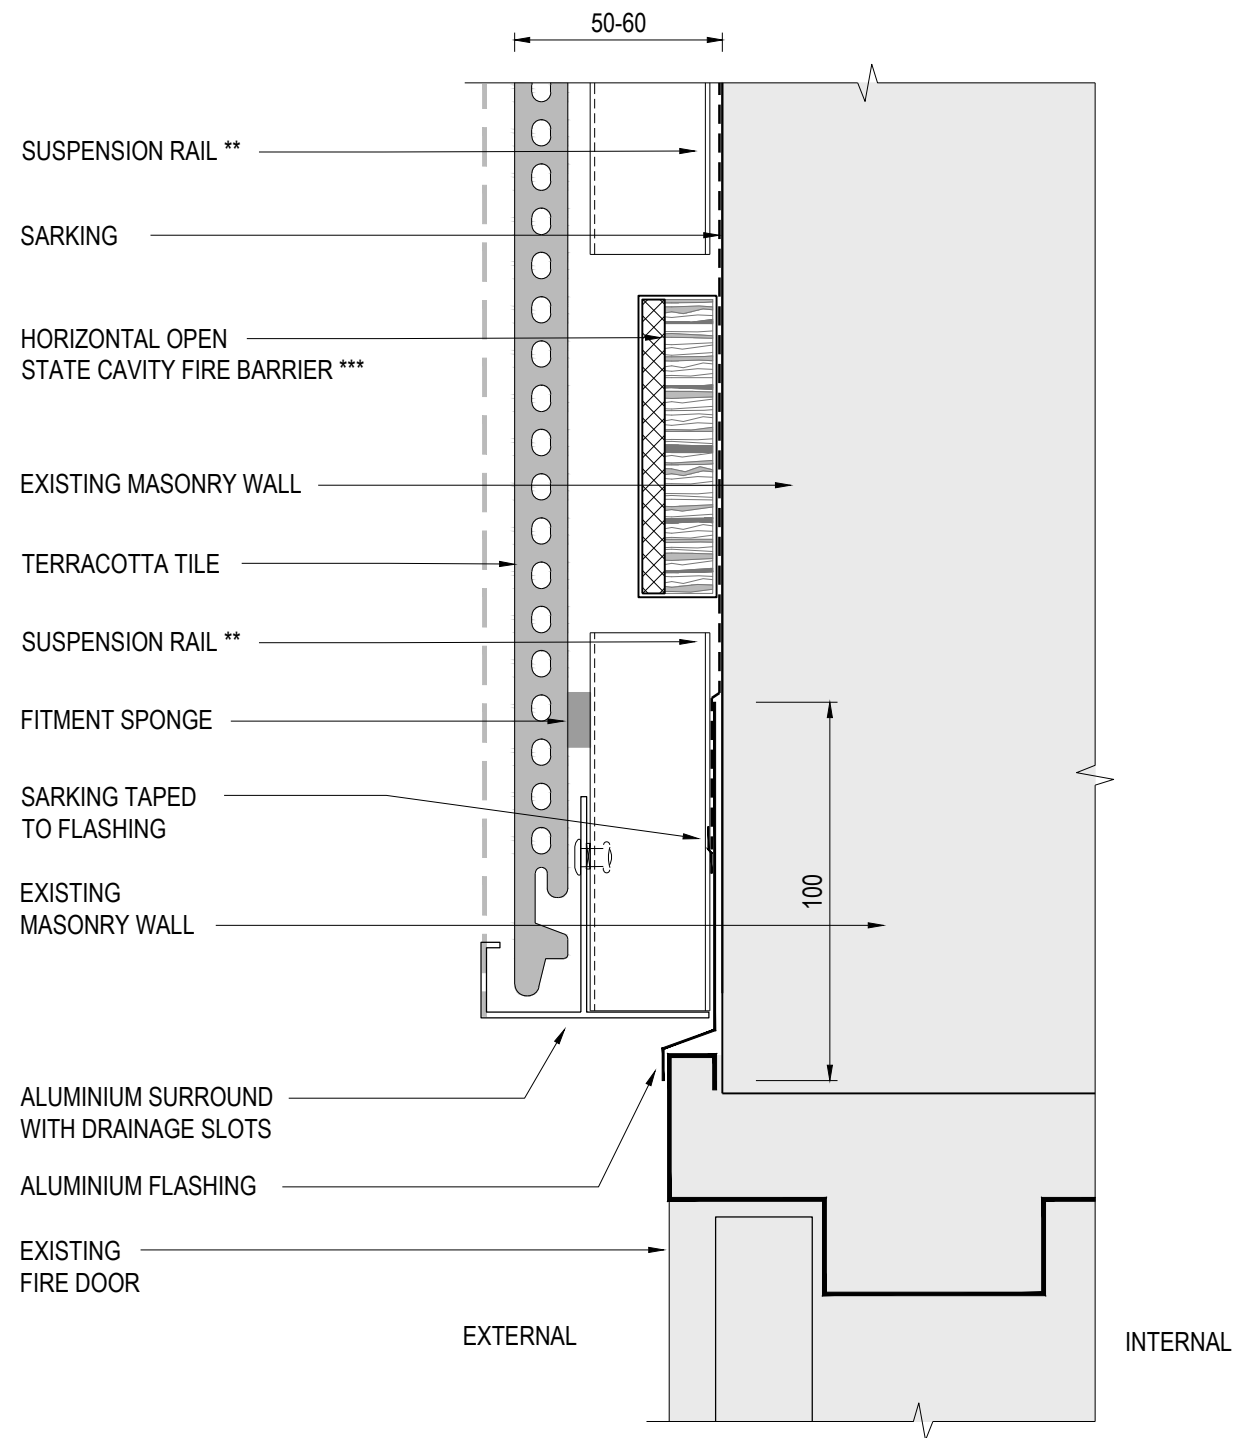 50-60
SUSPENSION RAIL **
SARKING
HORIZONTAL OPEN
STATE CAVITY FIRE BARRIER ***
EXISTING MASONRY WALL
TERRACOTTA TILE
SUSPENSION RAIL **
FITMENT SPONGE
SARKING TAPED
TO FLASHING
EXISTING
MASONRY WALL
100
ALUMINIUM SURROUND
WITH DRAINAGE SLOTS
ALUMINIUM FLASHING
EXISTING
FIRE DOOR
EXTERNAL
INTERNAL